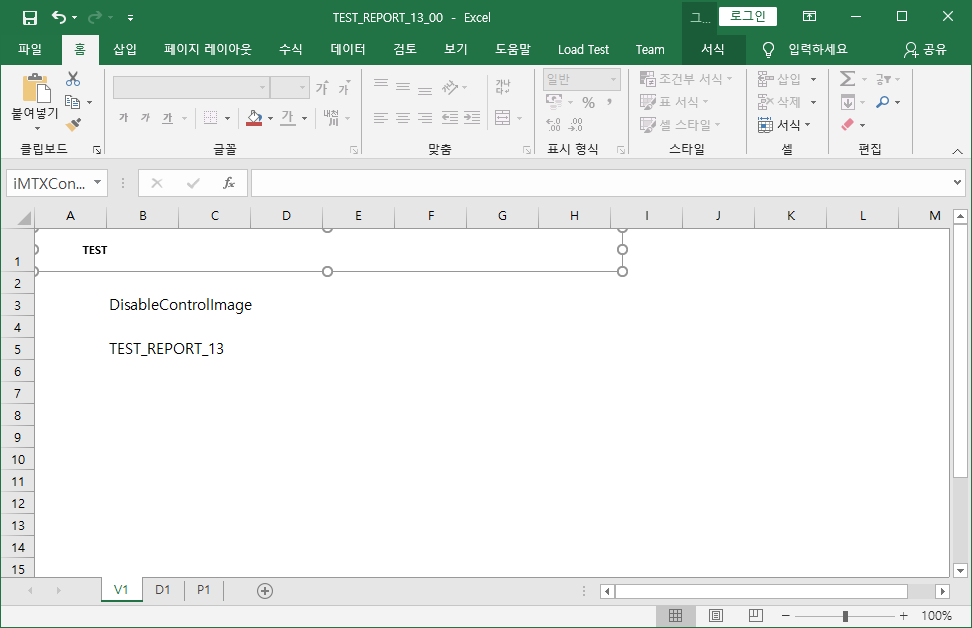 TEST_REPORT_13_00 - Excel
그...
로그인
파일 홈 삽입 페이지 레이아웃 수식 데이터 검토 보기 도움말 Load Test Team 서식 입력하세요 공유
붙여넣기
가 가
가 가 가 가
일반
%
조건부 서식
표 서식
셀 스타일
삽입
삭제
서식
클립보드 글꼴 맞춤 표시 형식 스타일 셀 편집
iMTXCon... fx
A B C D E F G H I J K L M
1 TEST
2
3 DisableControlImage
4
5 TEST_REPORT_13
6
7
8
9
10
11
12
13
14
15
V1 D1 P1
100%